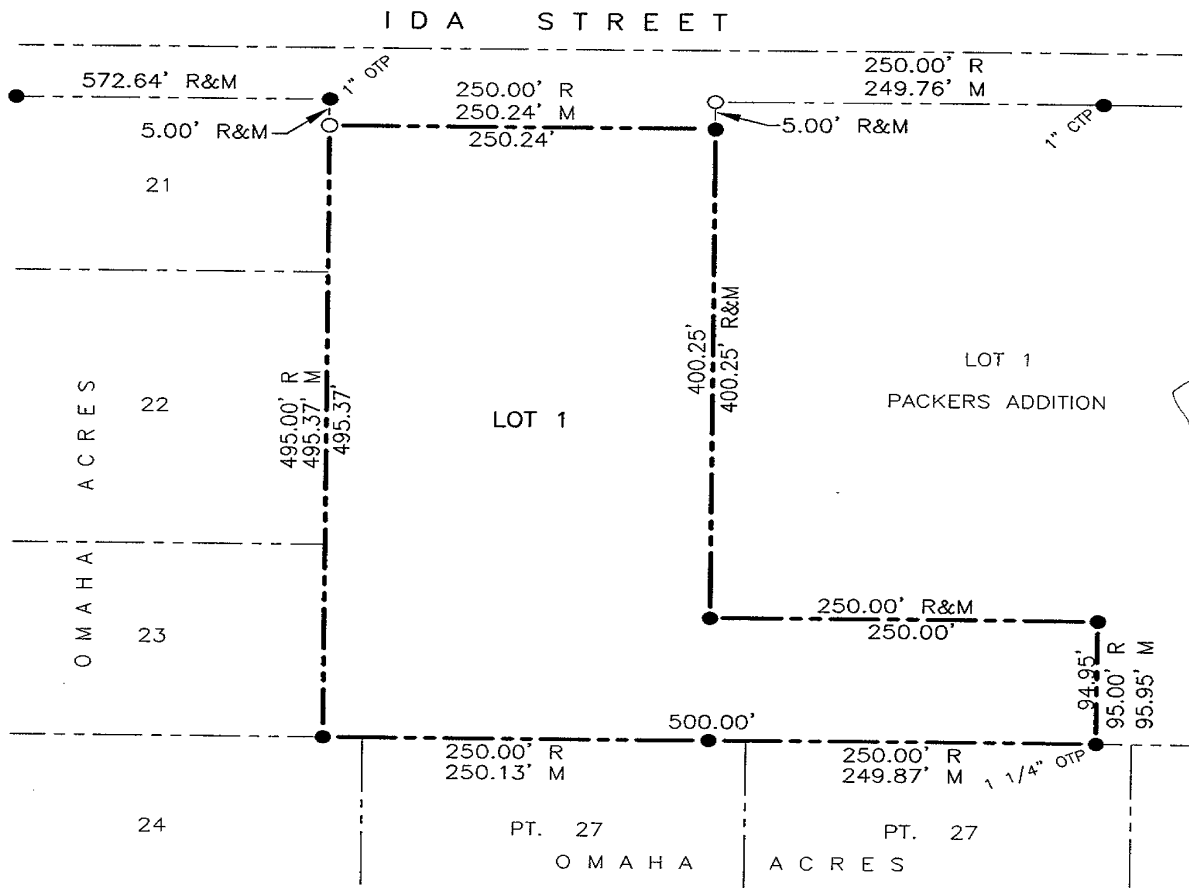 IDA STREET
572.64' R&M
1" OTP
250.00' R
250.24' M
250.24'
250.00' R
249.76' M
5.00' R&M
5.00' R&M
1" CTP
21
22
23
24
OMAHA ACRES
495.00' R
495.37' M
495.37'
LOT 1
400.25'
400.25' R&M
LOT 1
PACKERS ADDITION
250.00' R&M
250.00'
94.95'
95.00' R
95.95' M
500.00'
250.00' R
250.13' M
250.00' R
249.87' M
1 1/4" OTP
PT. 27
PT. 27
OMAHA ACRES